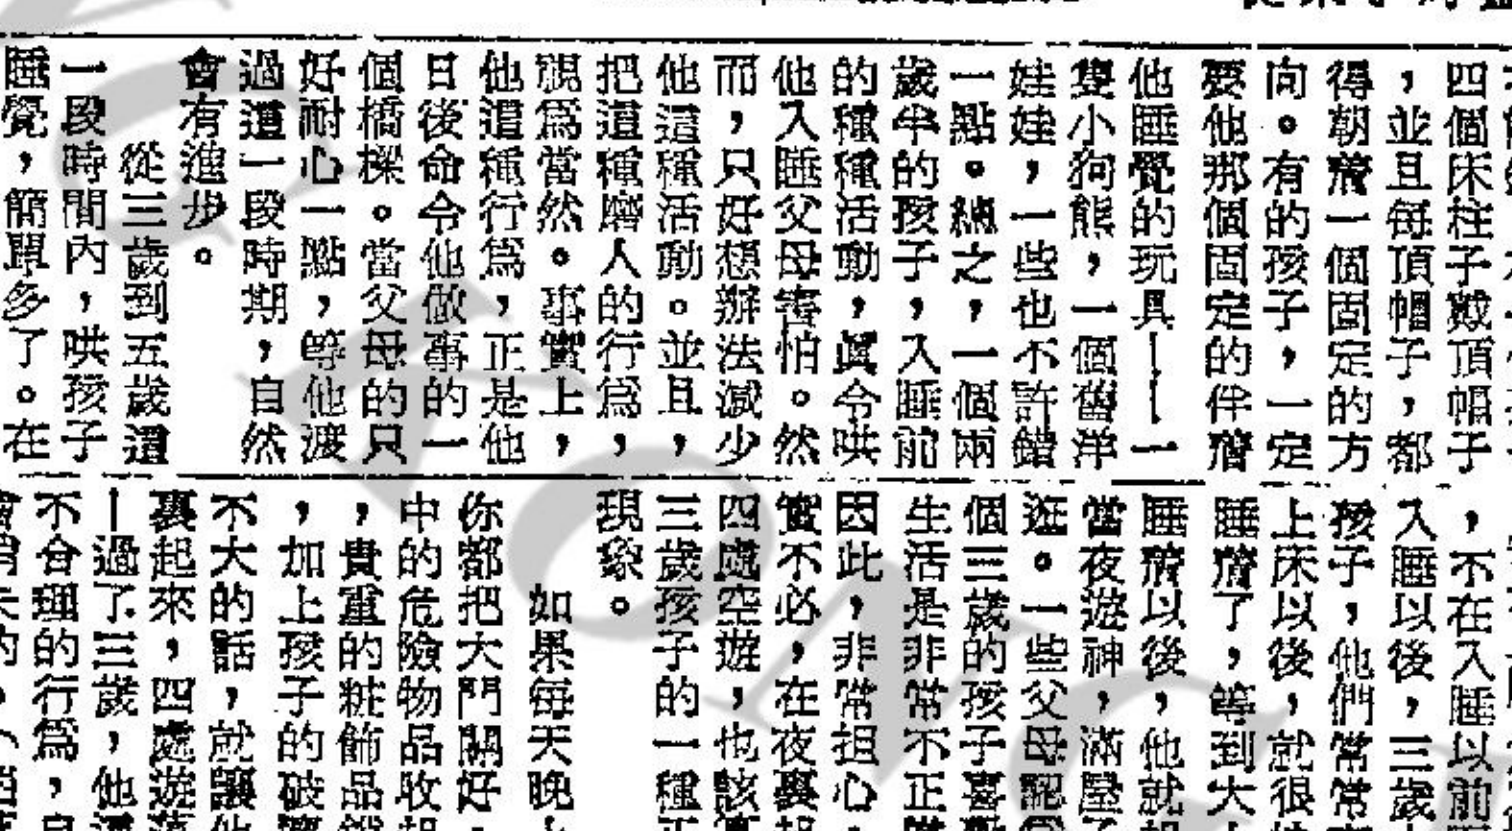 四個床柱子戴頂帽子
，並且每頂帽子，都
得朝著一個固定的方
向。有的孩子，一定
要他那個固定的伴著
他睡覺的玩具——一
隻小狗熊，一個舊洋
娃娃，一些也不許錯
一點。總之，一個兩
歲半的孩子，入睡前
的種種活動，真令哄
他入睡父母害怕。然
而，只好想辦法減少
他這種活動。並且，
把這種磨人的行爲，
視爲當然。事實上，
他這種行爲，正是他
日後命令他做事的一
個橋樑。當父母的只
好耐心一點，等他渡
過這一段時期，自然
會有進步。
從三歲到五歲這
一段時間內，哄孩子
睡覺，簡單多了。在
，不在入睡以前
入睡以後，三歲
孩子，他們常常
上床以後，就很
睡着了，等到大
睡着以後，他就
當夜遊神，滿屋
逛。一些父母認
個三歲的孩子喜歡
生活是非常不正
因此，非常担心，
實不必，在夜裏
四處空遊，也該
三歲孩子的一種正
現象。
如果每天晚
你都把大門關好，
中的危險物品收
，貴重的粧飾品
，加上孩子的破
不大的話，就讓他
裏起來，四處遊
—過了三歲，他
不合理的行爲，自